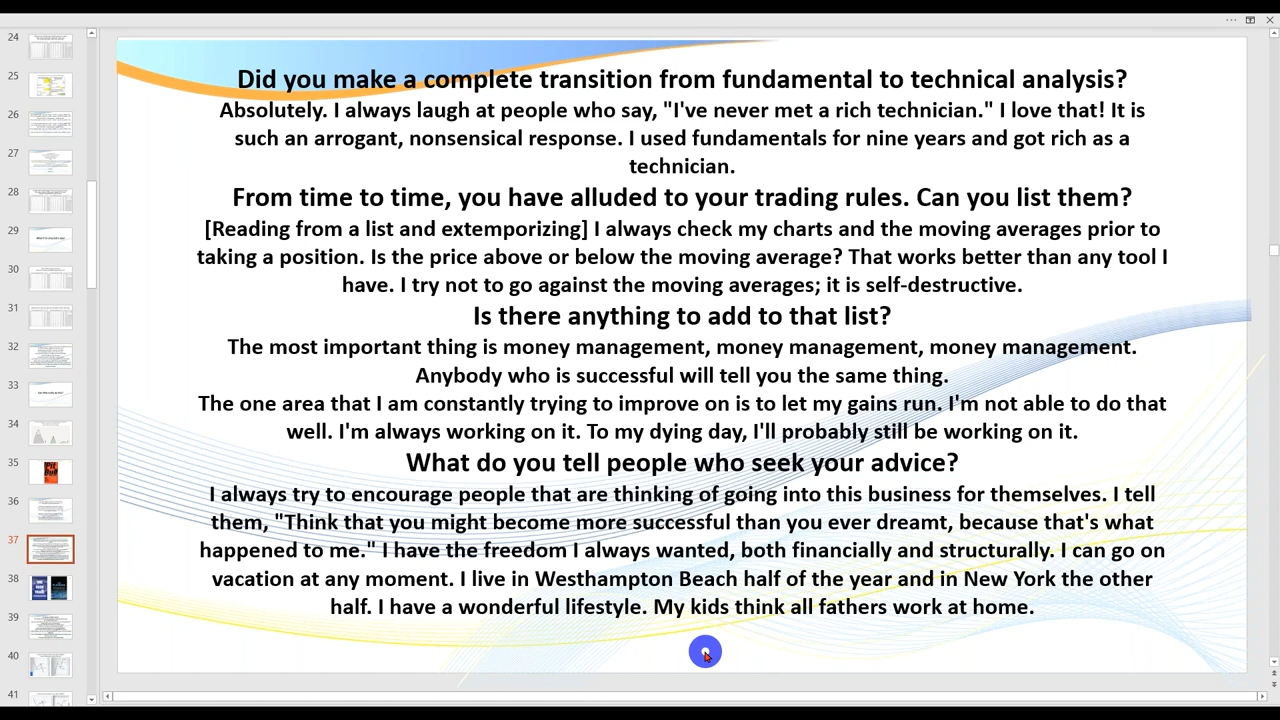 Did you make a complete transition from fundamental to technical analysis?
Absolutely. I always laugh at people who say, "I've never met a rich technician." I love that! It is
such an arrogant, nonsensical response. I used fundamentals for nine years and got rich as a
technician.
From time to time, you have alluded to your trading rules. Can you list them?
[Reading from a list and extemporizing] I always check my charts and the moving averages prior to
taking a position. Is the price above or below the moving average? That works better than any tool I
have. I try not to go against the moving averages; it is self-destructive.
Is there anything to add to that list?
The most important thing is money management, money management, money management.
Anybody who is successful will tell you the same thing.
The one area that I am constantly trying to improve on is to let my gains run. I'm not able to do that
well. I'm always working on it. To my dying day, I'll probably still be working on it.
What do you tell people who seek your advice?
I always try to encourage people that are thinking of going into this business for themselves. I tell
them, "Think that you might become more successful than you ever dreamt, because that's what
happened to me." I have the freedom I always wanted, both financially and structurally. I can go on
vacation at any moment. I live in Westhampton Beach half of the year and in New York the other
half. I have a wonderful lifestyle. My kids think all fathers work at home.
24
25
26
27
28
29
30
31
32
33
34
35
Pit
Bull
36
37
38
39
40
41